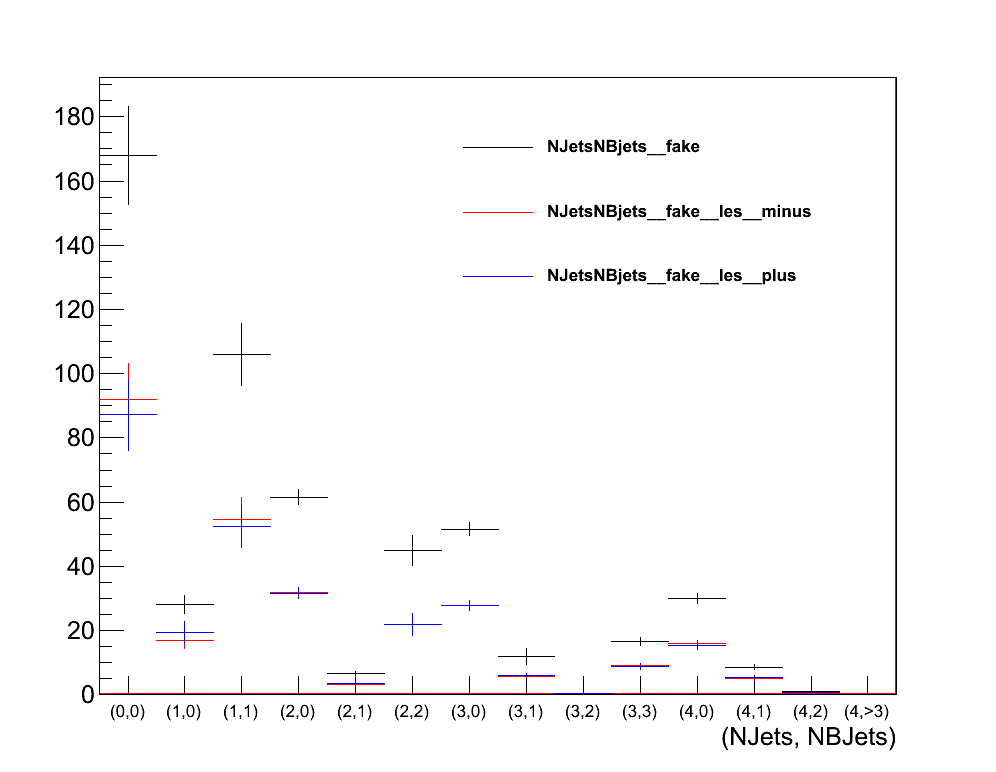 180
160
140
120
100
80
60
40
20
0
NJetsNBjets__fake
NJetsNBjets__fake__les__minus
NJetsNBjets__fake__les__plus
(0,0) (1,0) (1,1) (2,0) (2,1) (2,2) (3,0) (3,1) (3,2) (3,3) (4,0) (4,1) (4,2) (4,>3)
(NJets, NBJets)